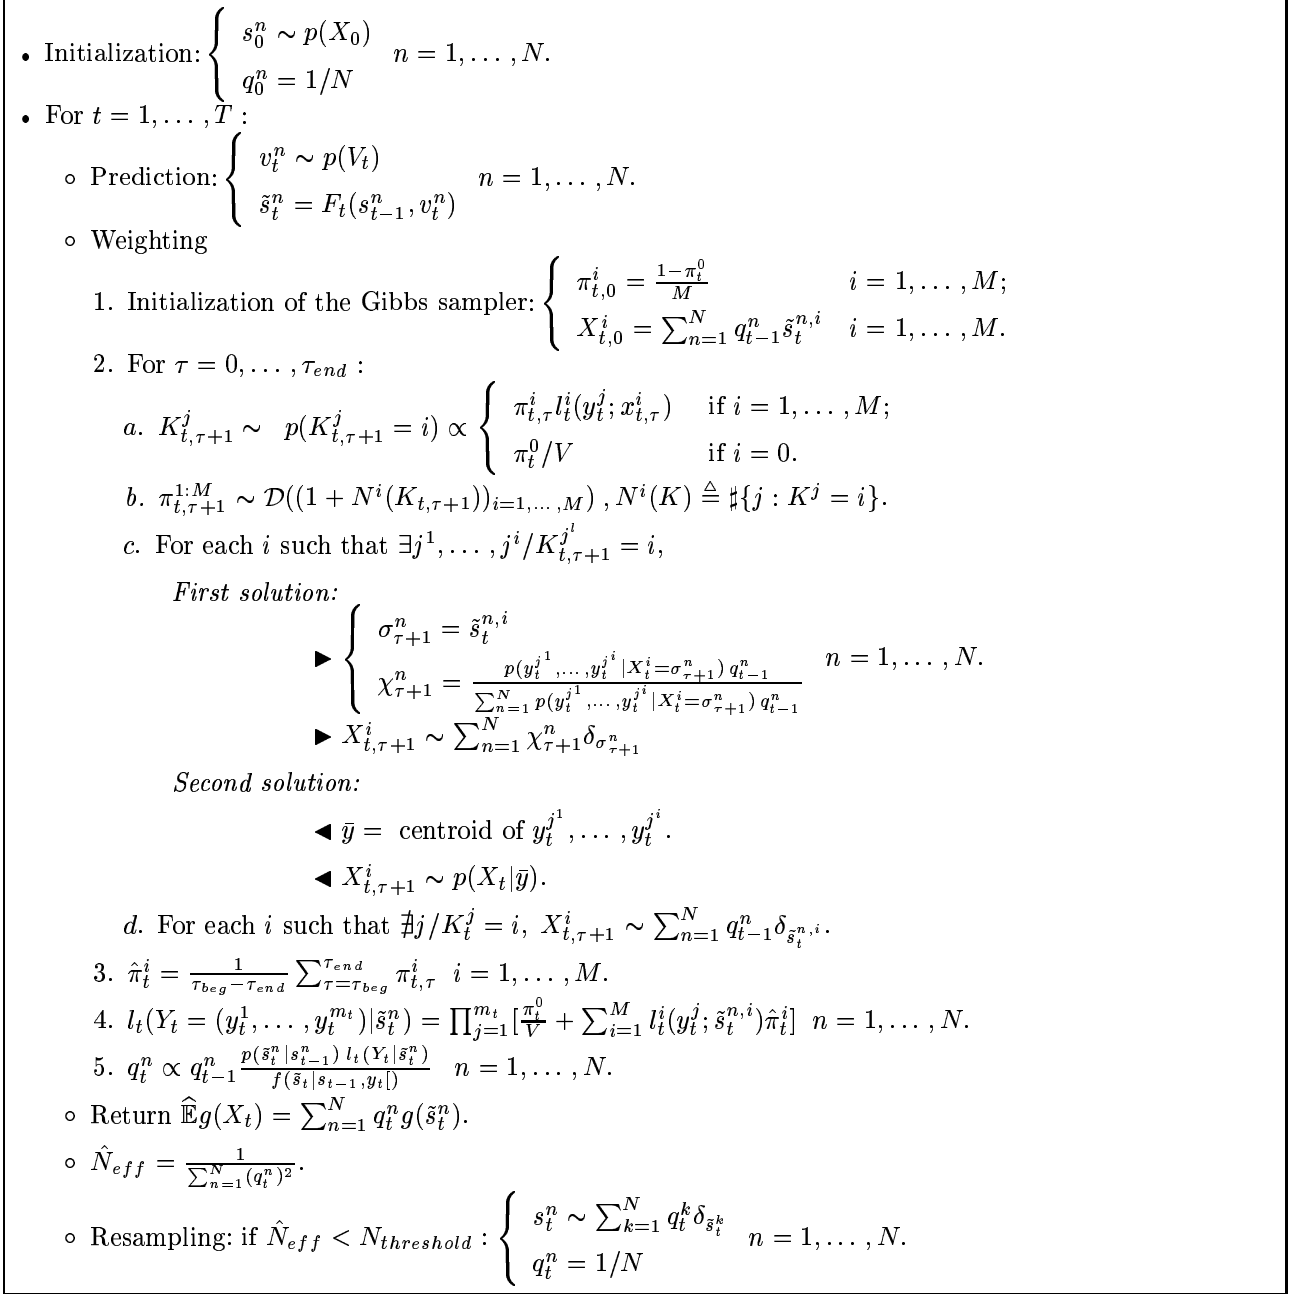 • Initialization: { s_0^n ∼ p(X_0) ; q_0^n = 1/N } n = 1, … , N.
• For t = 1, … , T :
∘ Prediction: { v_t^n ∼ p(V_t) ; s̃_t^n = F_t(s_{t−1}^n, v_t^n) } n = 1, … , N.
∘ Weighting
1. Initialization of the Gibbs sampler: { π_{t,0}^i = \frac{1−π_t^0}{M} i = 1, … , M; X_{t,0}^i = ∑_{n=1}^N q_{t−1}^n s̃_t^{n,i} i = 1, … , M.
2. For τ = 0, … , τ_{end} :
a. K_{t,τ+1}^j ∼ p(K_{t,τ+1}^j = i) ∝ { π_{t,τ}^i l_t^i(y_t^j; x_{t,τ}^i) if i = 1, … , M; π_t^0/V if i = 0.
b. π_{t,τ+1}^{1:M} ∼ 𝒟((1 + N^i(K_{t,τ+1}))_{i=1,… ,M}) , N^i(K) ≜ ♯{j : K^j = i}.
c. For each i such that ∃j^1, … , j^i/K_{t,τ+1}^{j^l} = i,
First solution:
▶ { σ_{τ+1}^n = s̃_t^{n,i} ; χ_{τ+1}^n = \frac{p(y_t^{j^1},… ,y_t^{j^i}|X_t^i=σ_{τ+1}^n) q_{t−1}^n}{∑_{n=1}^N p(y_t^{j^1},… ,y_t^{j^i}|X_t^i=σ_{τ+1}^n) q_{t−1}^n} } n = 1, … , N.
▶ X_{t,τ+1}^i ∼ ∑_{n=1}^N χ_{τ+1}^n δ_{σ_{τ+1}^n}
Second solution:
◀ ȳ = centroid of y_t^{j^1}, … , y_t^{j^i}.
◀ X_{t,τ+1}^i ∼ p(X_t|ȳ).
d. For each i such that ∄j/K_t^j = i, X_{t,τ+1}^i ∼ ∑_{n=1}^N q_{t−1}^n δ_{s̃_t^{n,i}}.
3. π̂_t^i = \frac{1}{τ_{beg}−τ_{end}} ∑_{τ=τ_{beg}}^{τ_{end}} π_{t,τ}^i i = 1, … , M.
4. l_t(Y_t = (y_t^1, … , y_t^{m_t})|s̃_t^n) = ∏_{j=1}^{m_t}[\frac{π_t^0}{V} + ∑_{i=1}^M l_t^i(y_t^j; s̃_t^{n,i})π̂_t^i] n = 1, … , N.
5. q_t^n ∝ q_{t−1}^n \frac{p(s̃_t^n|s_{t−1}^n) l_t(Y_t|s̃_t^n)}{f(s̃_t|s_{t−1},y_t[)} n = 1, … , N.
∘ Return 𝔼̂g(X_t) = ∑_{n=1}^N q_t^n g(s̃_t^n).
∘ N̂_{eff} = \frac{1}{∑_{n=1}^N (q_t^n)^2}.
∘ Resampling: if N̂_{eff} < N_{threshold} : { s_t^n ∼ ∑_{k=1}^N q_t^k δ_{s̃_t^k} ; q_t^n = 1/N } n = 1, … , N.